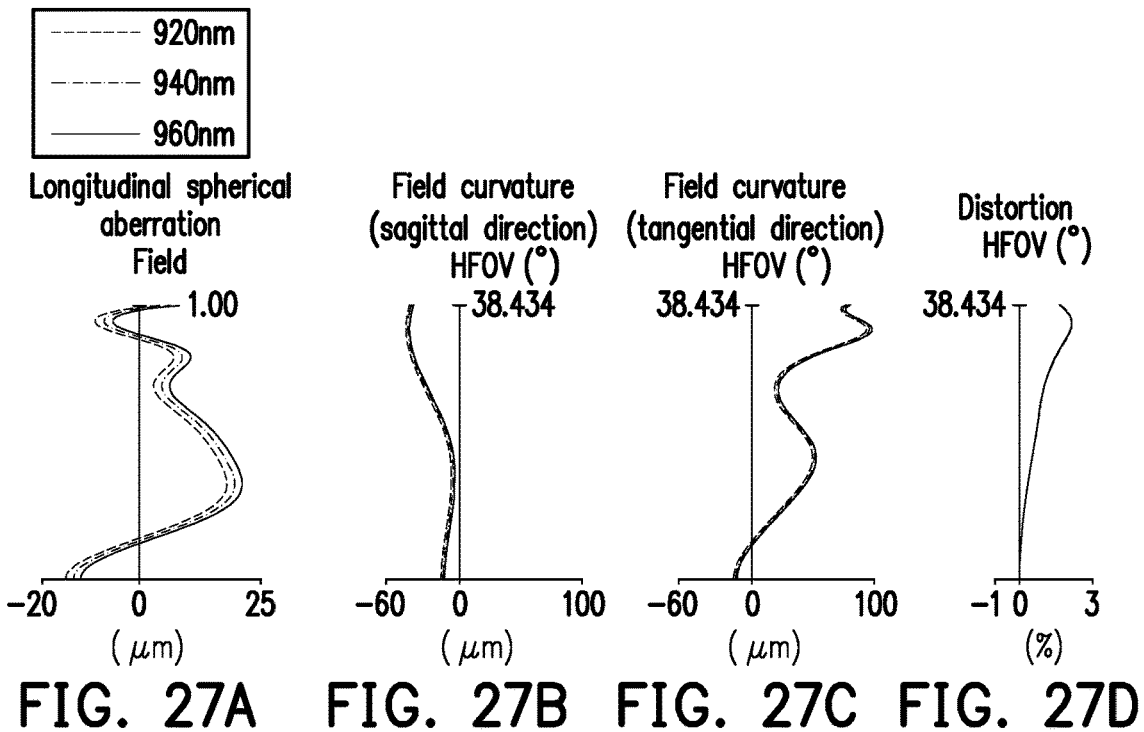 920nm
940nm
960nm
Longitudinal spherical
aberration
Field
1.00
-20 0 25
( μm)
FIG. 27A
Field curvature
(sagittal direction)
HFOV (°)
38.434
-60 0 100
( μm)
FIG. 27B
Field curvature
(tangential direction)
HFOV (°)
38.434
-60 0 100
( μm)
FIG. 27C
Distortion
HFOV (°)
38.434
-1 0 3
(%)
FIG. 27D